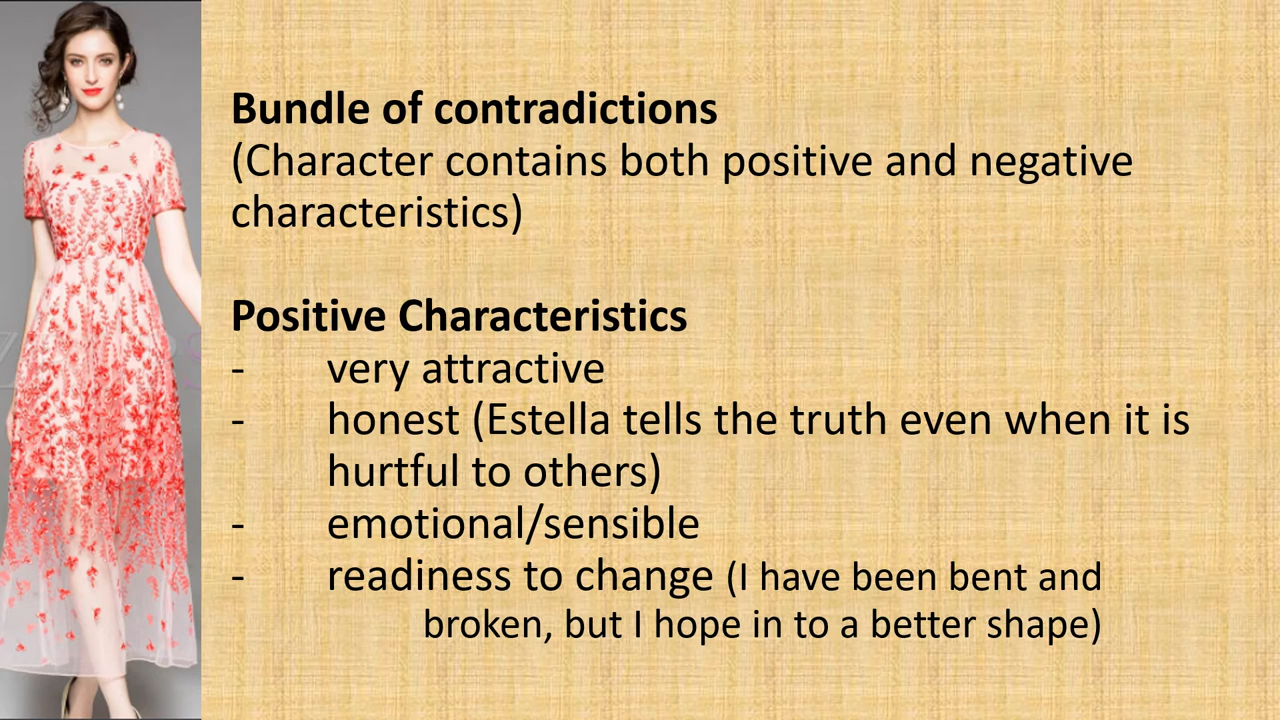 Bundle of contradictions
(Character contains both positive and negative
characteristics)
Positive Characteristics
- very attractive
- honest (Estella tells the truth even when it is
hurtful to others)
- emotional/sensible
- readiness to change (I have been bent and
broken, but I hope in to a better shape)